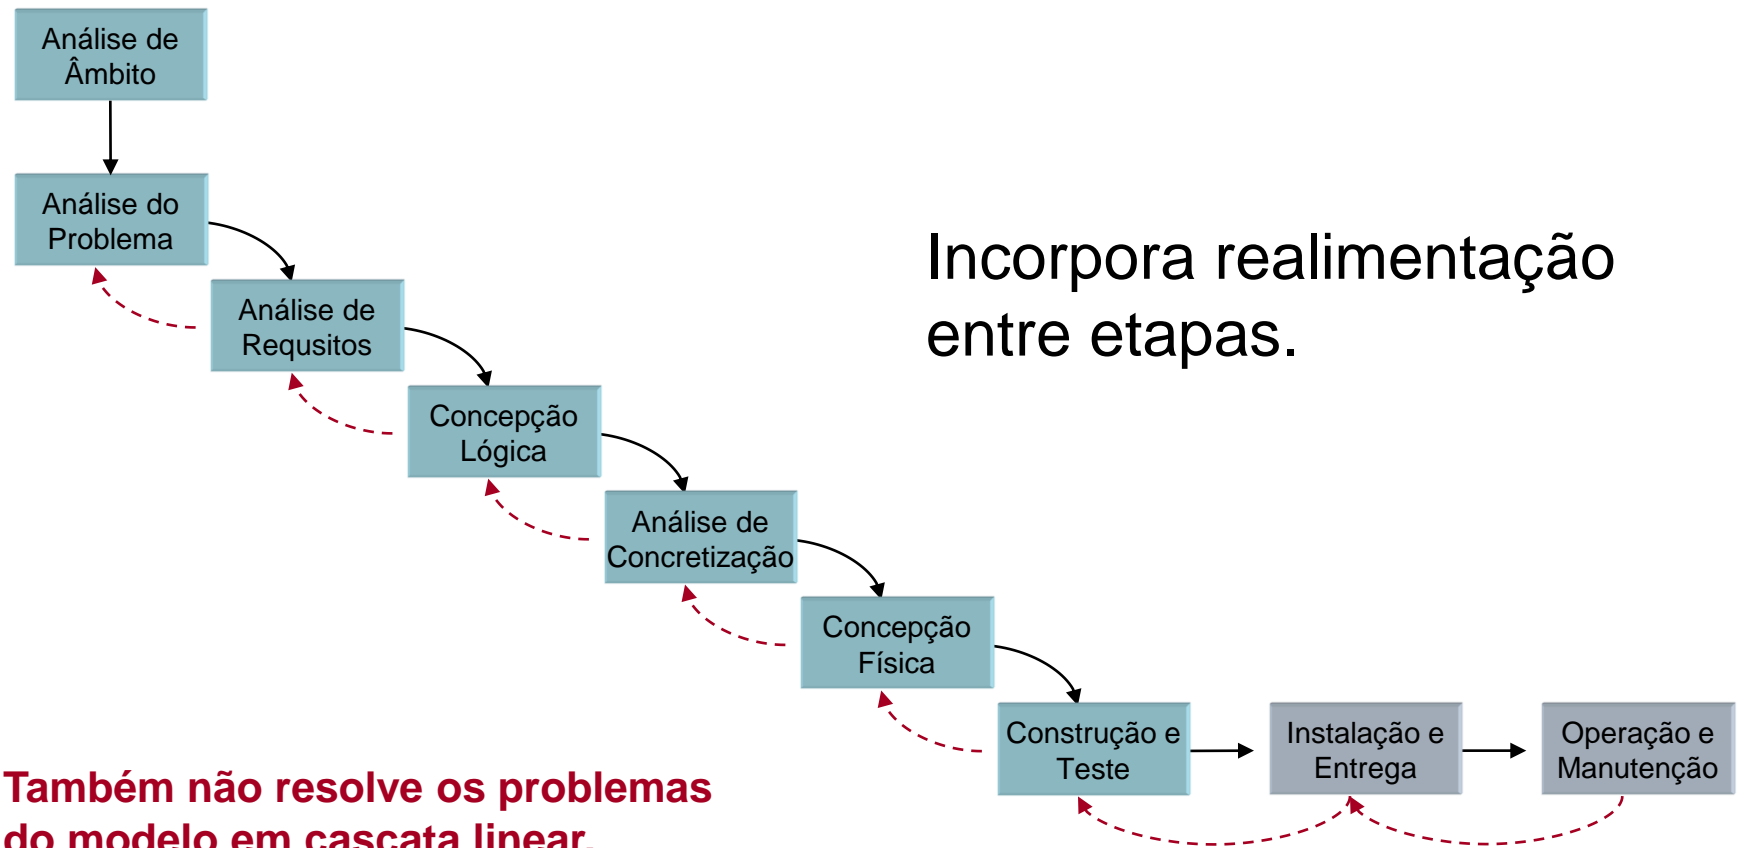 Análise de
Âmbito
Análise do
Problema
Incorpora realimentação
entre etapas.
Análise de
Requsitos
Concepção
Lógica
Análise de
Concretização
Concepção
Física
Construção e
Teste
Instalação e
Entrega
Operação e
Manutenção
Também não resolve os problemas
do modelo em cascata linear.